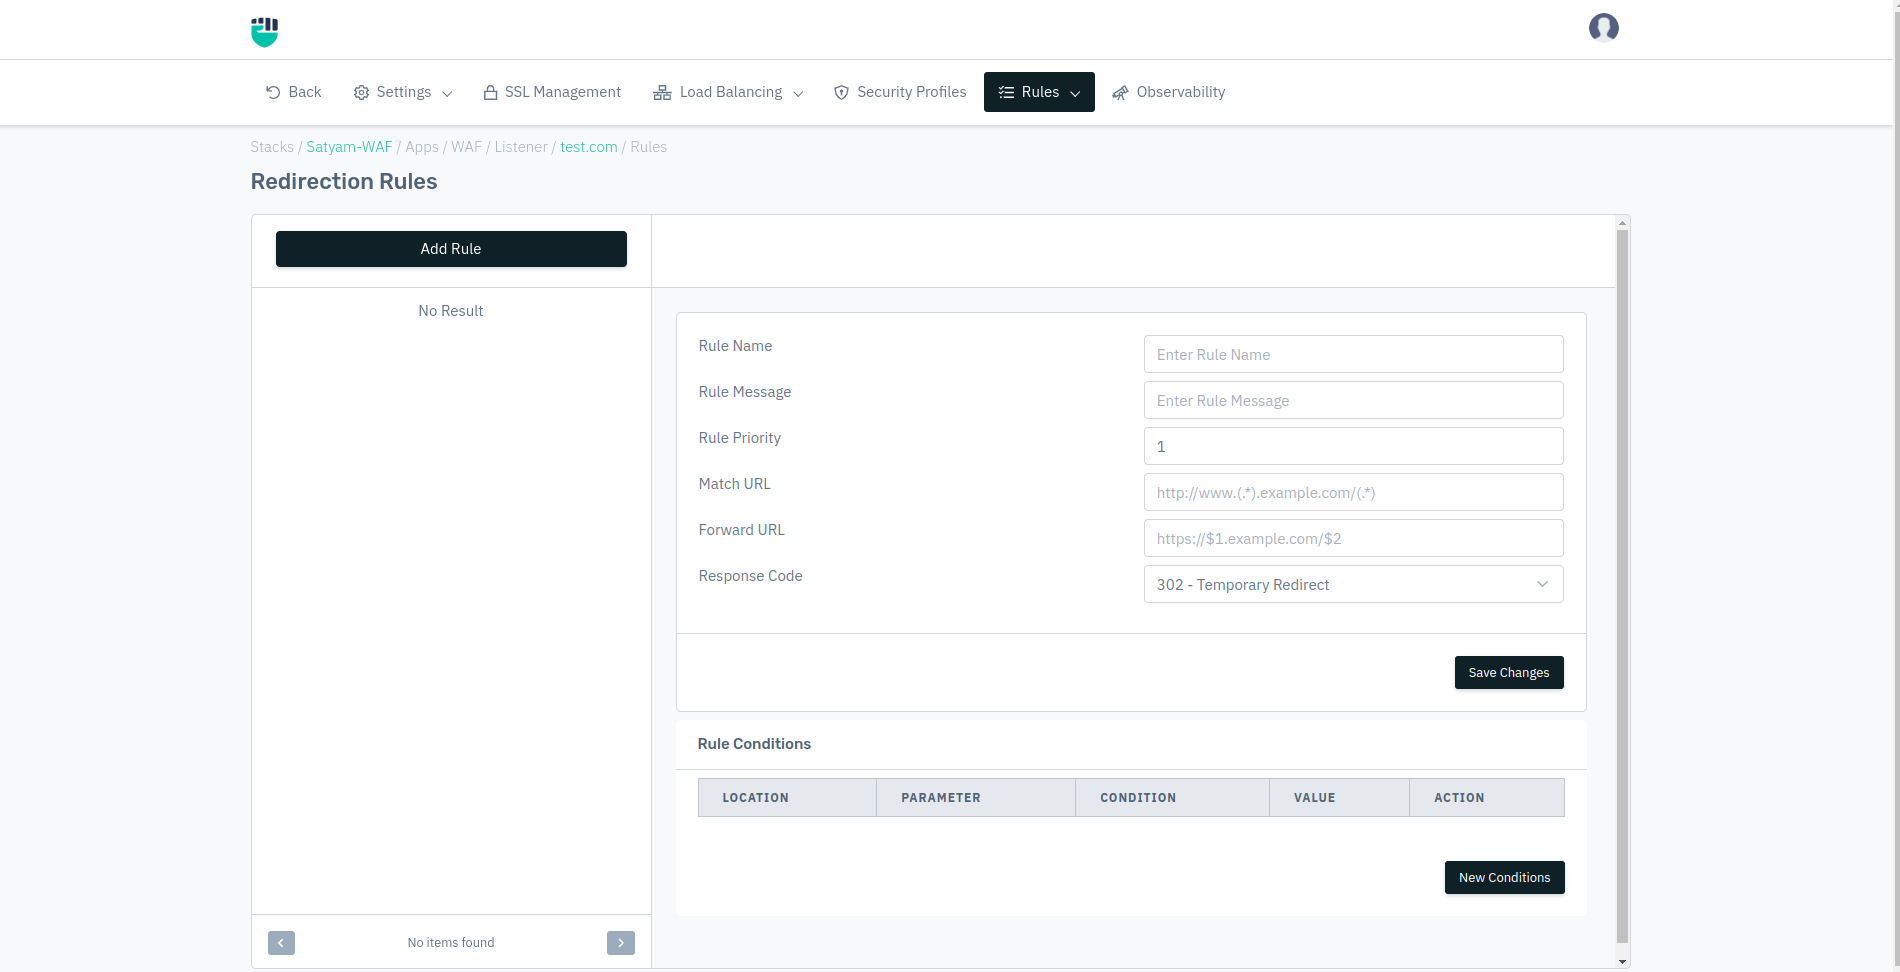 Back Settings SSL Management Load Balancing Security Profiles Rules Observability
Stacks / Satyam-WAF / Apps / WAF / Listener / test.com / Rules
Redirection Rules
Add Rule
No Result
No items found
Rule Name
Enter Rule Name
Rule Message
Enter Rule Message
Rule Priority
1
Match URL
http://www.(.*).example.com/(.*)
Forward URL
https://$1.example.com/$2
Response Code
302 - Temporary Redirect
Save Changes
Rule Conditions
LOCATION PARAMETER CONDITION VALUE ACTION
New Conditions